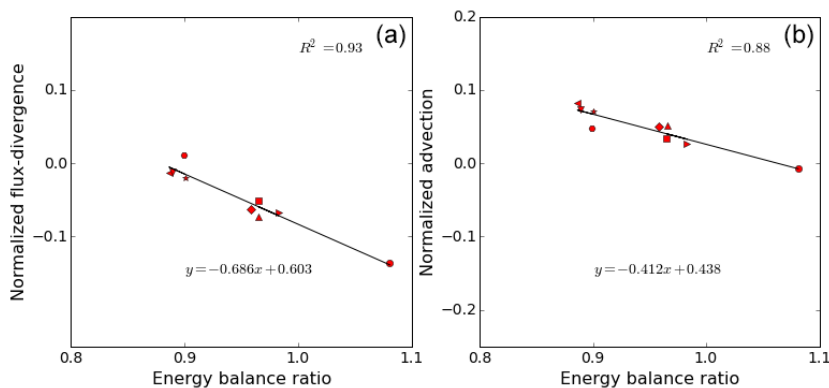 (a)
R² =0.93
Normalized flux-divergence
0.1
0.0
−0.1
y=−0.686x+0.603
0.8 0.9 1.0 1.1
Energy balance ratio
(b)
R² =0.88
Normalized advection
0.2
0.1
0.0
−0.1
−0.2
y=−0.412x+0.438
0.8 0.9 1.0 1.1
Energy balance ratio